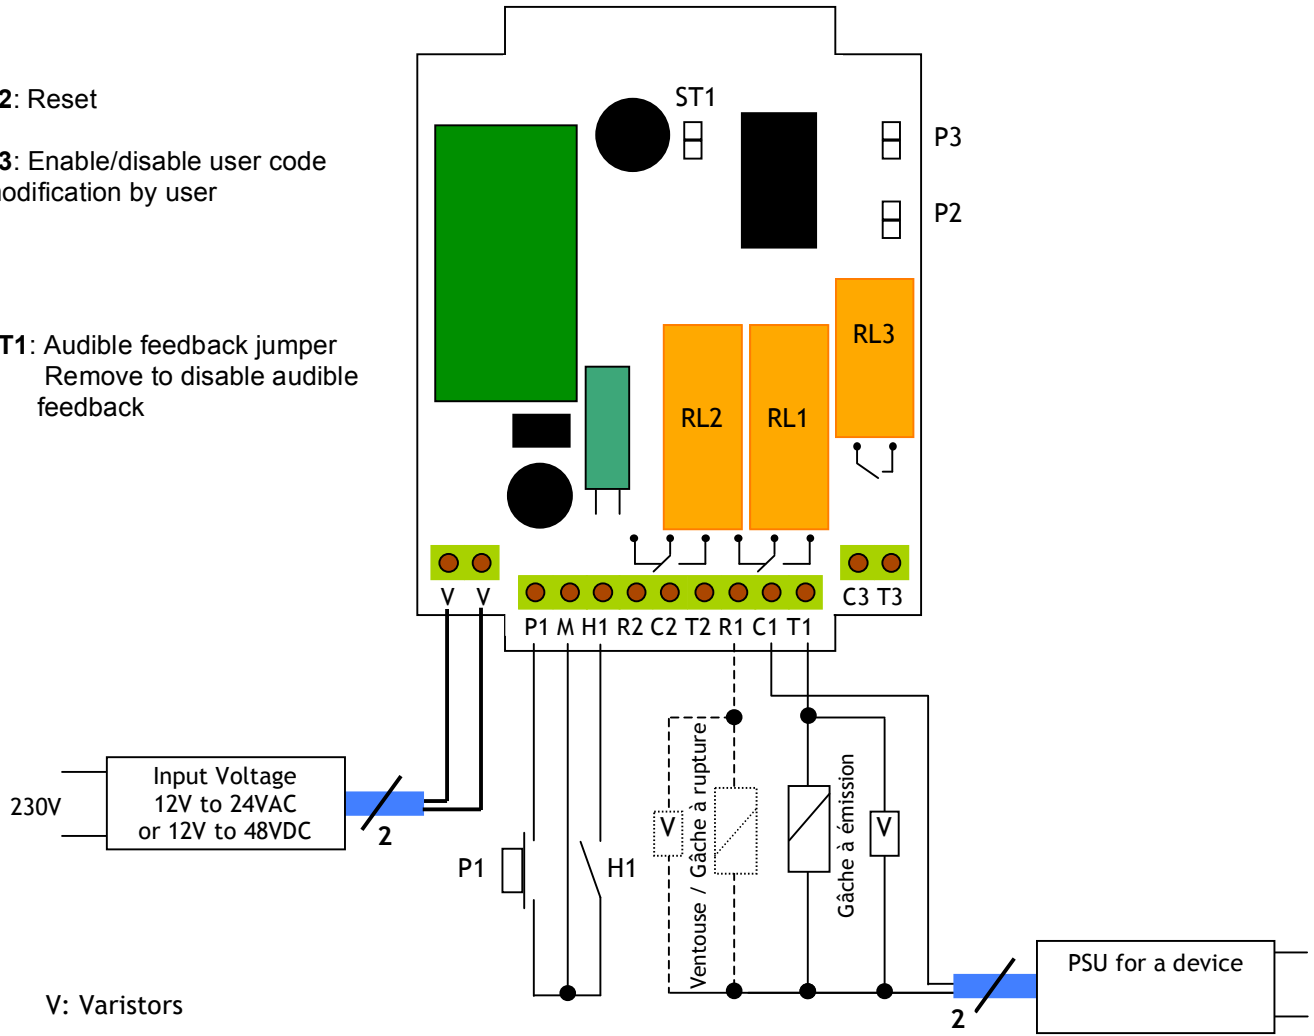 2: Reset
3: Enable/disable user code
modification by user
T1: Audible feedback jumper
Remove to disable audible
feedback
ST1
P3
P2
RL3
RL2
RL1
V V
C3 T3
P1 M H1 R2 C2 T2 R1 C1 T1
Input Voltage
12V to 24VAC
or 12V to 48VDC
230V
2
P1
H1
V
Ventouse / Gâche à rupture
Gâche à émission
V
PSU for a device
2
V: Varistors